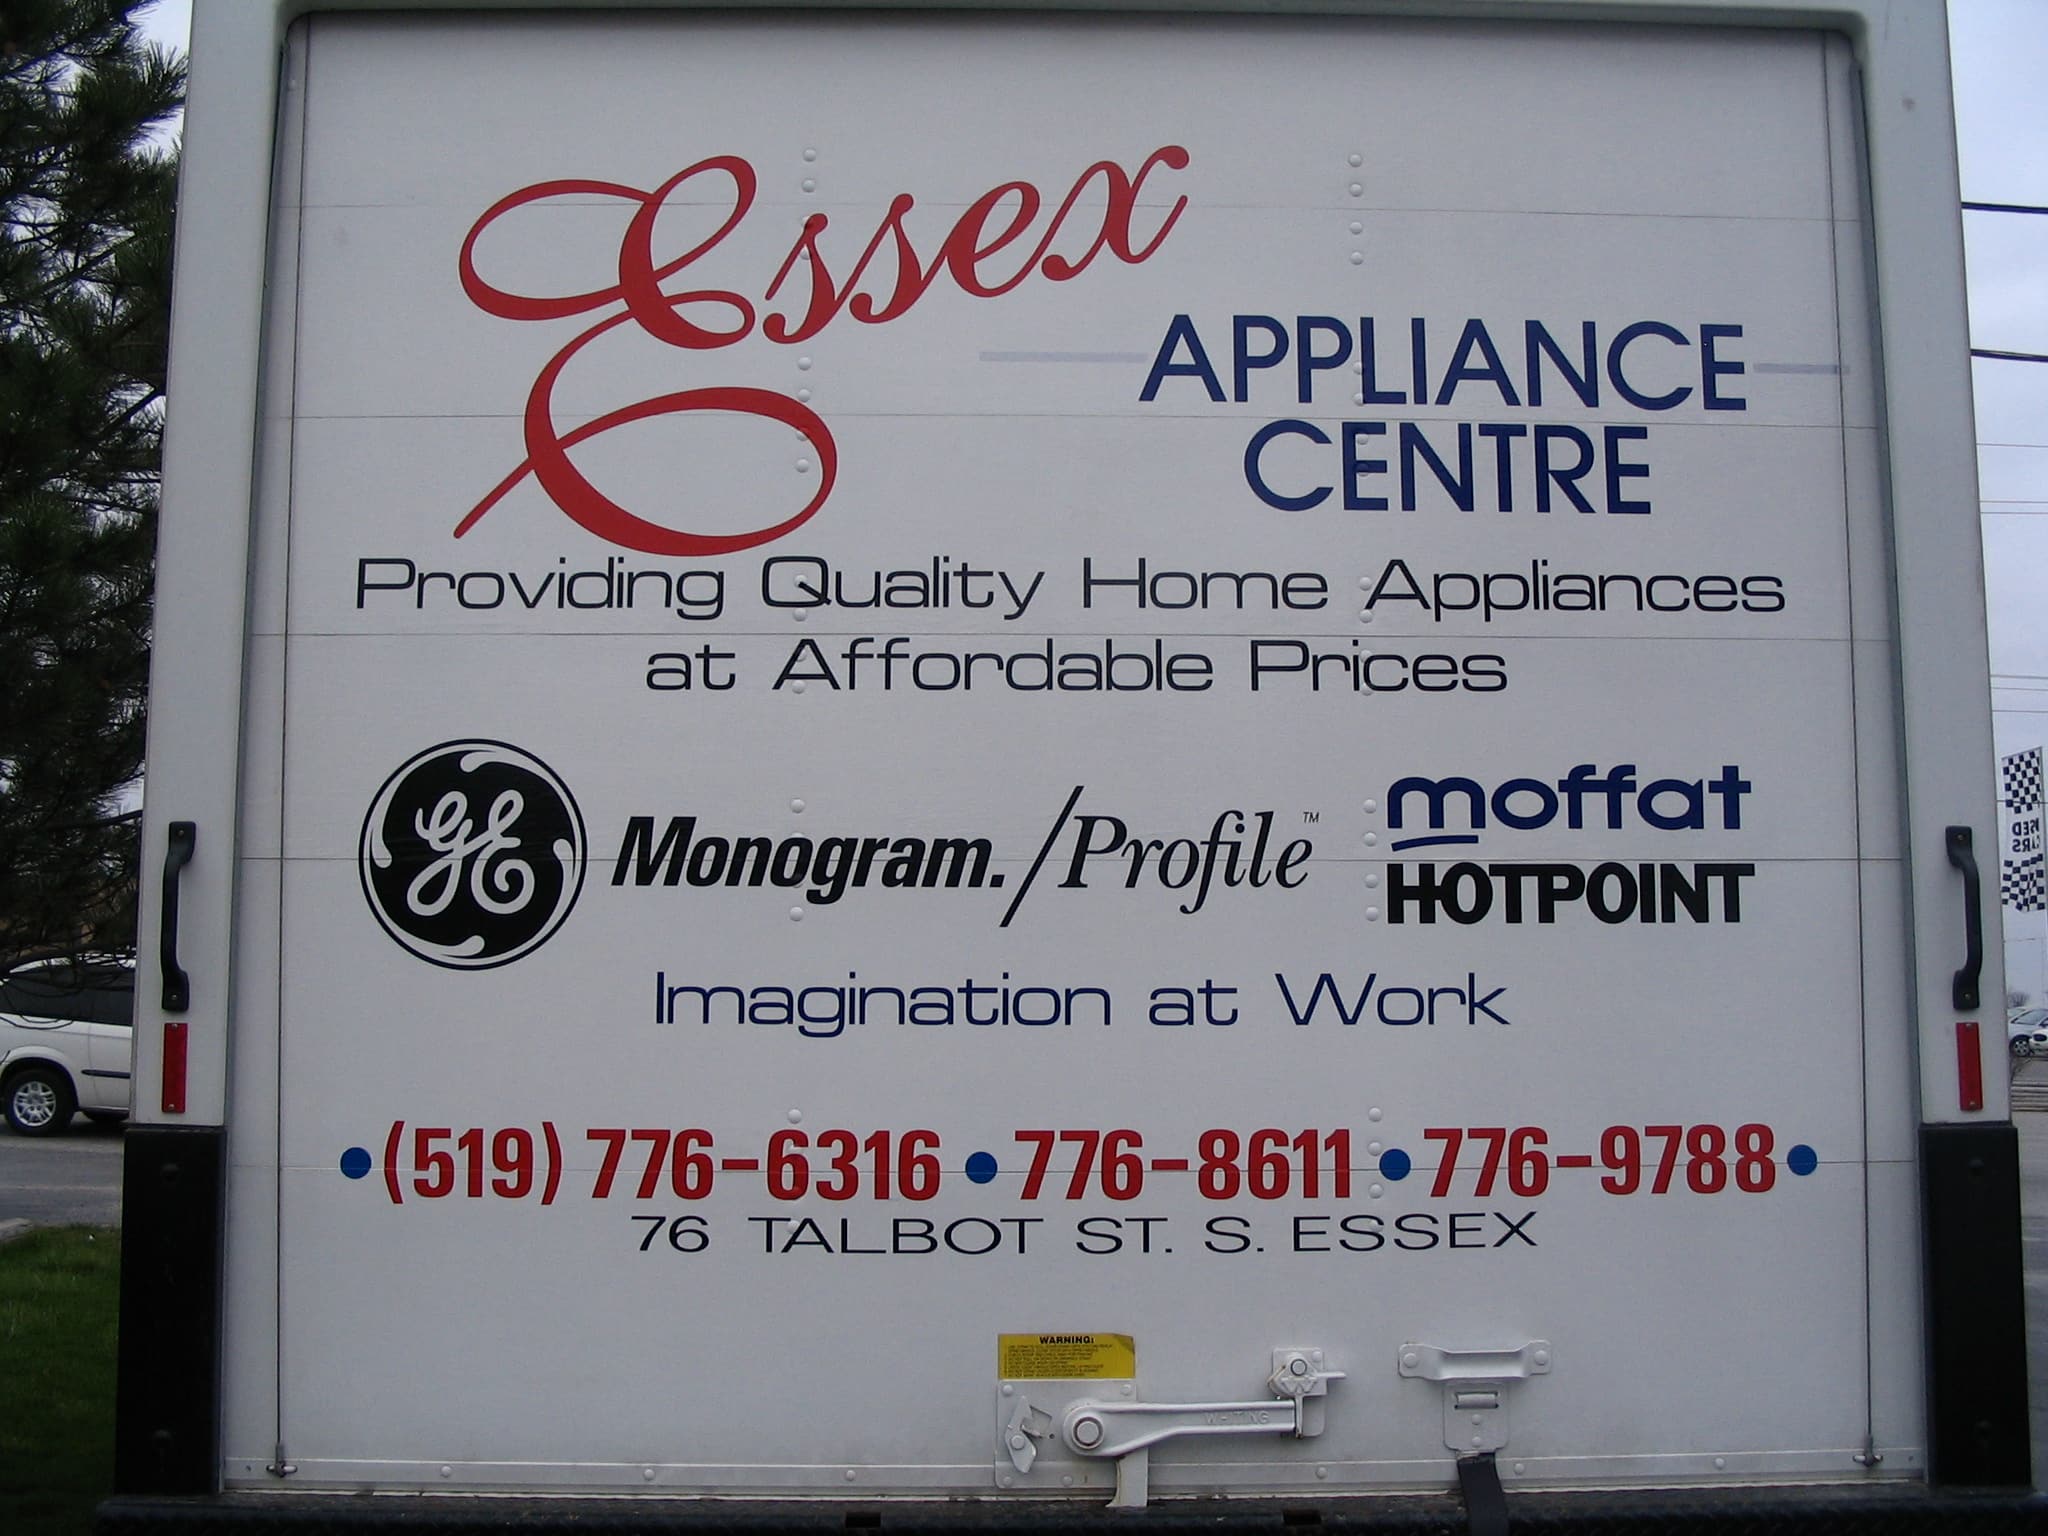 Essex
APPLIANCE
CENTRE
Providing Quality Home Appliances
at Affordable Prices
GE Monogram./Profile™
moffat
HOTPOINT
Imagination at Work
•(519) 776-6316•776-8611•776-9788•
76 TALBOT ST. S. ESSEX
WARNING:
WHITING